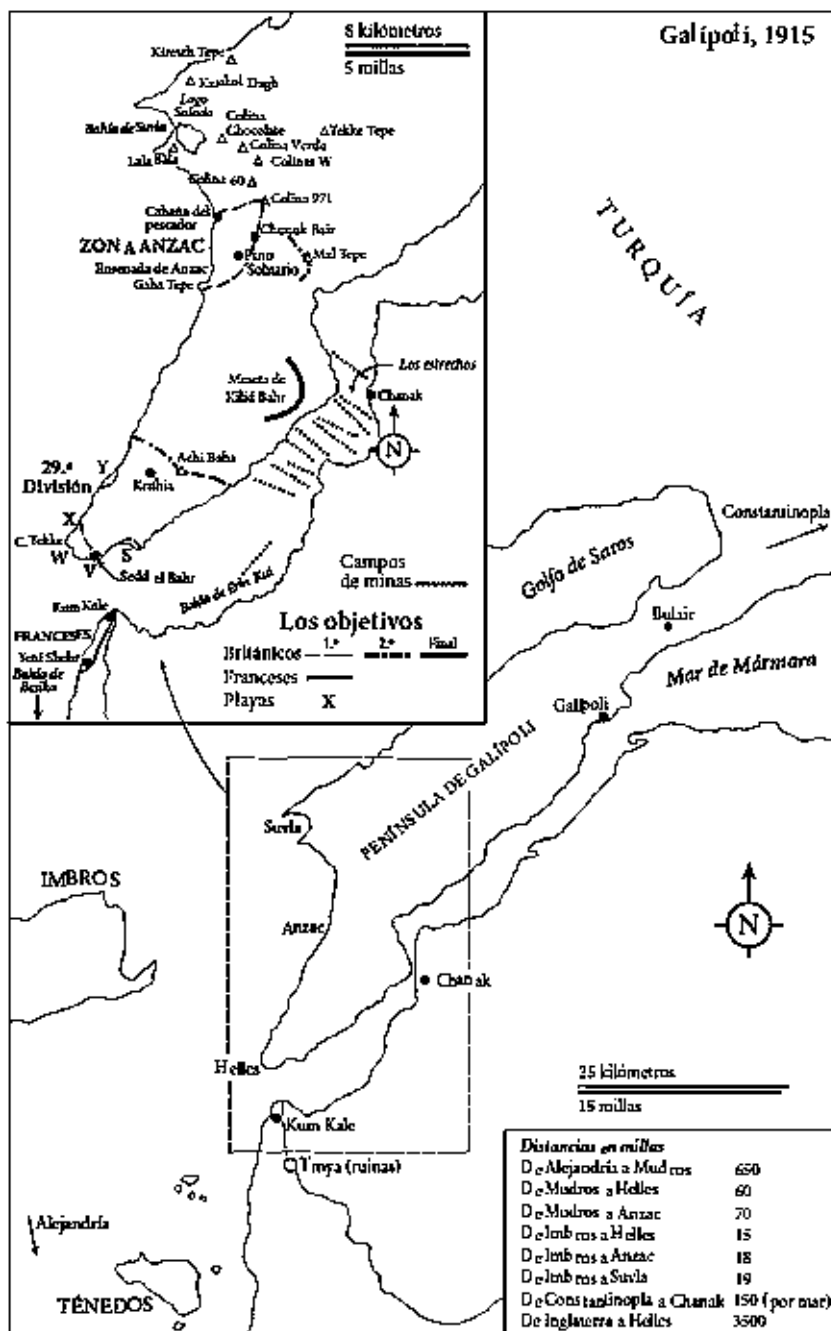 Galípoli, 1915
8 kilómetros
5 millas
Kiretch Tepe
Lago
Salado
Bahía de Suvla
Colina
Chocolate
Yekke Tepe
Colina Verde
Colinas W
Lala Baba
Colina 60
Colina 971
Cabaña del
pescador
Chunuk Bair
ZONA ANZAC
Pino
Solitario
Mal Tepe
Ensenada de Anzac
Gaba Tepe
TURQUÍA
Los estrechos
Meseta de
Kilid Bahr
Chanak
N
Achi Baba
29.ª
División
Y
Krithia
X
C. Tekke
W
V
S
Sedd el Bahr
Campos
de minas
Kum Kale
FRANCESES
Yeni Shehr
Bahía de
Los objetivos
1.º
2.º
Final
Británicos
Franceses
Playas
X
Constantinopla
Golfo de Saros
Bulair
Mar de Mármara
Galípoli
PENÍNSULA DE GALÍPOLI
Suvla
IMBROS
Anzac
N
Chanak
Helles
25 kilómetros
15 millas
Kum Kale
Troya (ruinas)
Alejandría
TÉNEDOS
Distancias en millas
De Alejandría a Mudros 650
De Mudros a Helles 60
De Mudros a Anzac 70
De Imbros a Helles 15
De Imbros a Anzac 18
De Imbros a Suvla 19
De Constantinopla a Chanak 150 (por mar)
De Inglaterra a Helles 3500